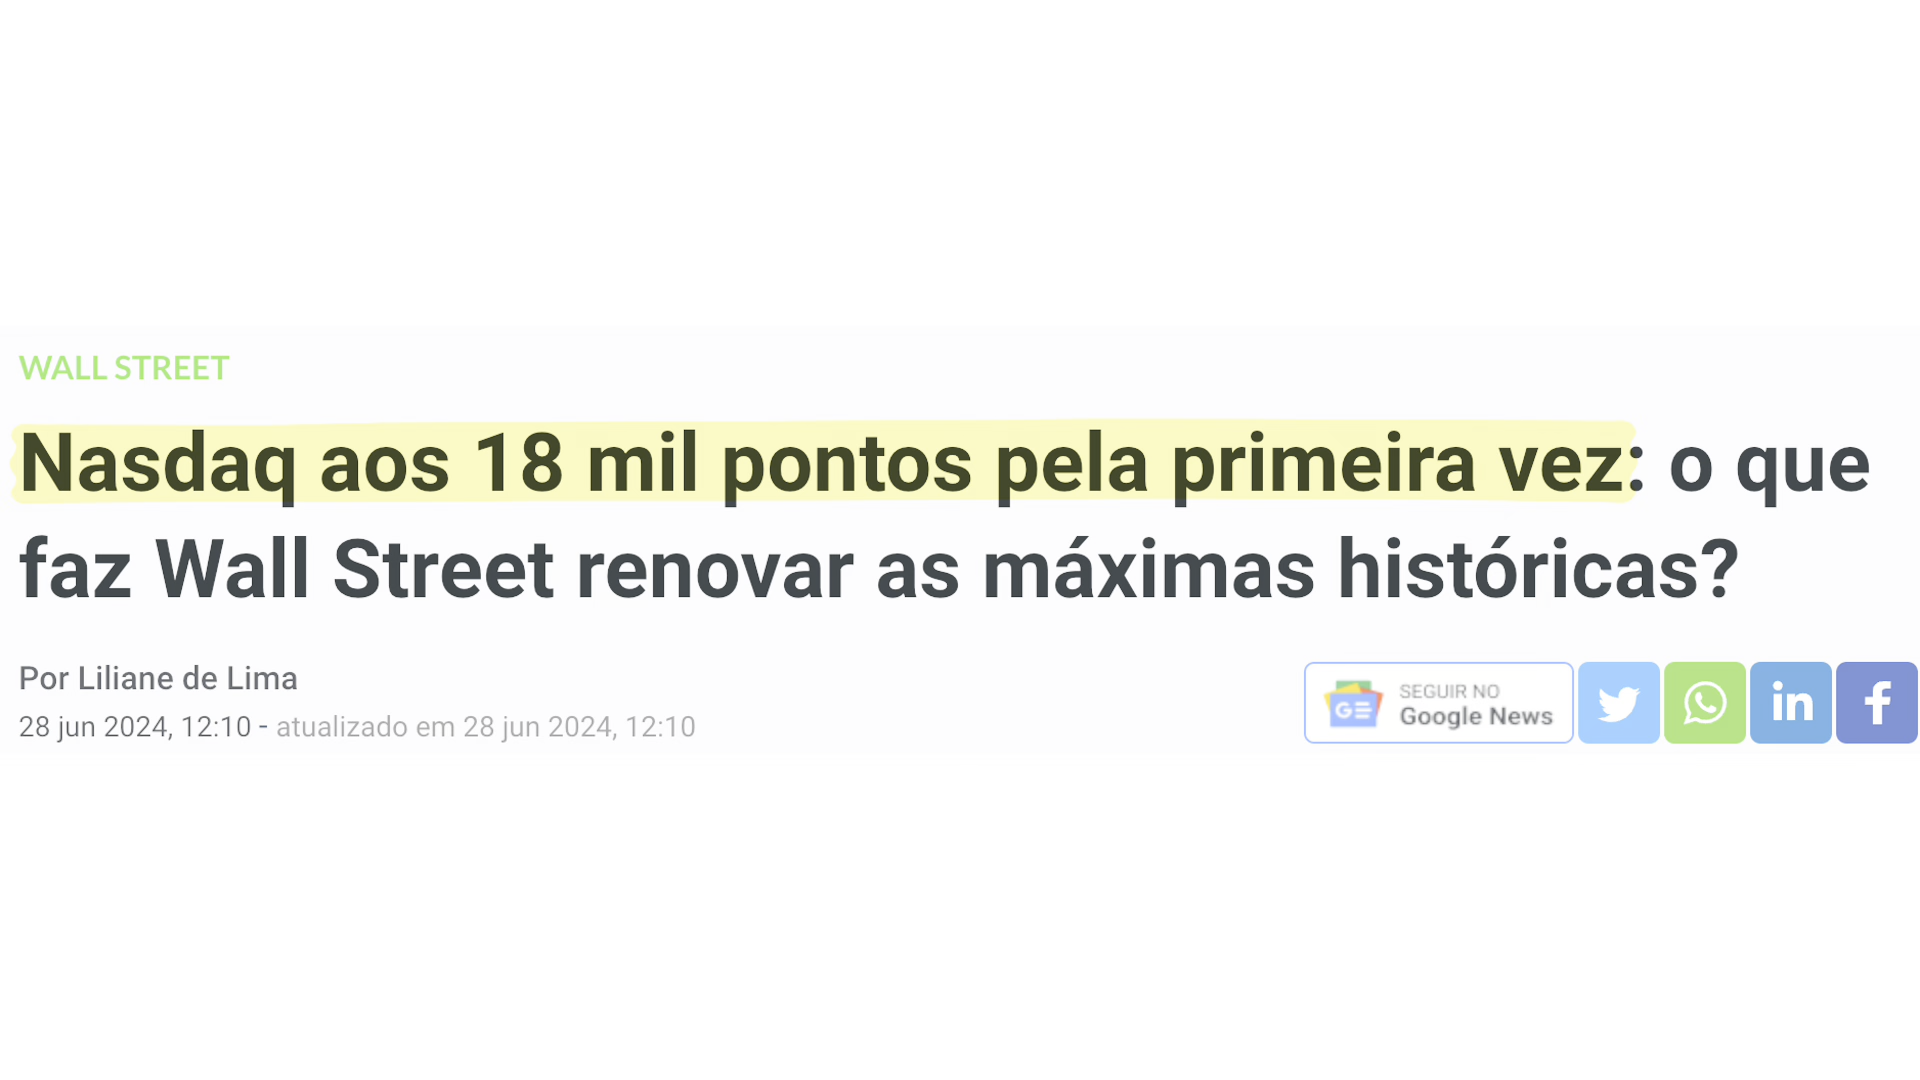 WALL STREET
Nasdaq aos 18 mil pontos pela primeira vez: o que
faz Wall Street renovar as máximas históricas?
Por Liliane de Lima
28 jun 2024, 12:10 - atualizado em 28 jun 2024, 12:10
SEGUIR NO
Google News